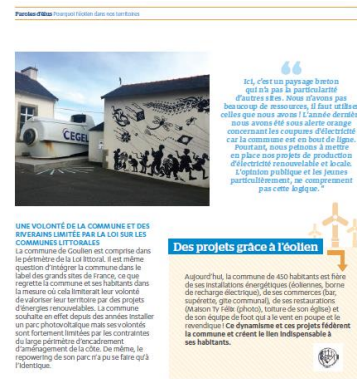 Paroles d'élus Pourquoi l'éolien dans vos territoires
CEGEL
Ici, c'est un paysage breton
qui n'a pas la particularité
d'autres sites. Nous n'avons pas
beaucoup de ressources, il faut utiliser
celles que nous avons ! L'année dernière
nous avons été sous alerte orange
concernant les coupures d'électricité
car la commune est en bout de ligne.
Pourtant, nous peinons à mettre
en place nos projets de production
d'électricité renouvelable et locale.
L'opinion publique et les jeunes
particulièrement, ne comprennent
pas cette logique. "
UNE VOLONTÉ DE LA COMMUNE ET DES
RIVERAINS LIMITÉE PAR LA LOI SUR LES
COMMUNES LITTORALES
La commune de Goulien est comprise dans
le périmètre de la Loi littoral. Il est même
question d'intégrer la commune dans le
label des grands sites de France, ce que
regrette la commune et ses habitants dans
la mesure où cela limiterait leur volonté
de valoriser leur territoire par des projets
d'énergies renouvelables. La commune
souhaite en effet depuis des années installer
un parc photovoltaïque mais ses volontés
sont fortement limitées par les contraintes
du large périmètre d'encadrement
d'aménagement de la côte. De même, le
repowering de son parc n'a pu se faire qu'à
l'identique.
Des projets grâce à l'éolien
Aujourd'hui, la commune de 450 habitants est fière
de ses installations énergétiques (éoliennes, borne
de recharge électrique), de ses commerces (bar,
supérette, gite communal), de ses restaurations
(Maison Ty Félix (photo), toiture de son église) et
de son équipe de foot qui a le vent en poupe et le
revendique ! Ce dynamisme et ces projets fédèrent
la commune et créent le lien indispensable à
ses habitants.